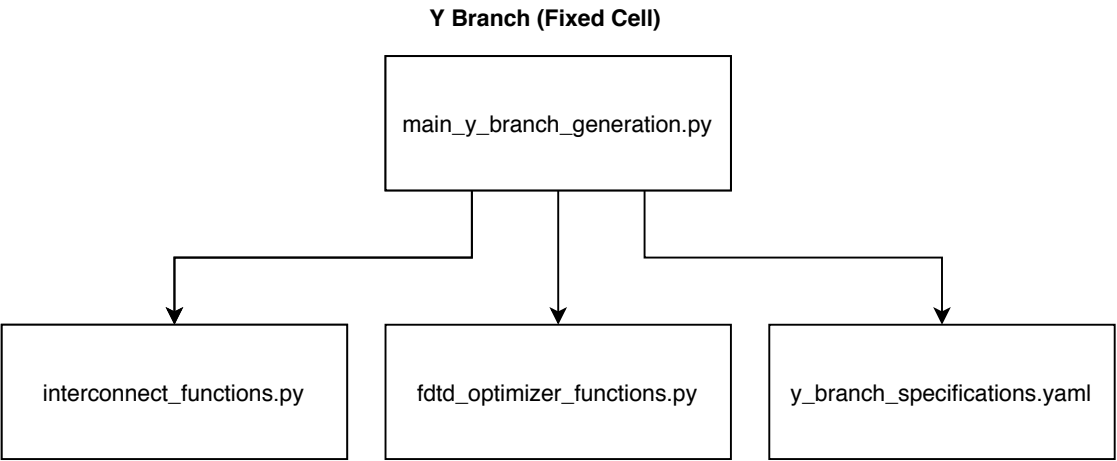 Y Branch (Fixed Cell)
main_y_branch_generation.py
interconnect_functions.py
fdtd_optimizer_functions.py
y_branch_specifications.yaml